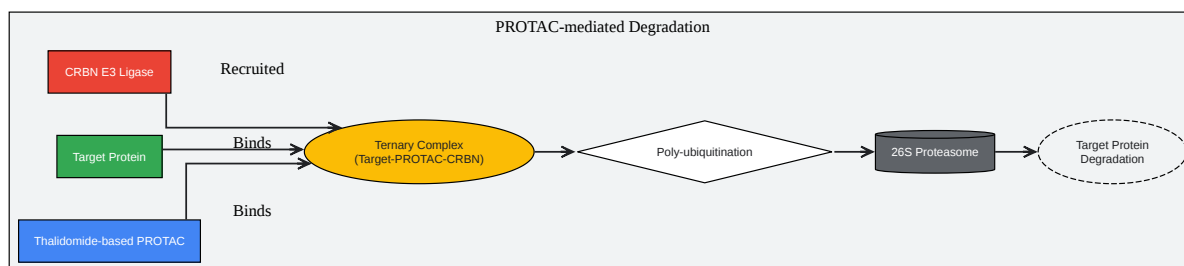 PROTAC-mediated Degradation
CRBN E3 Ligase
Recruited
Target Protein
Binds
Ternary Complex
(Target-PROTAC-CRBN)
Poly-ubiquitination
26S Proteasome
Target Protein
Degradation
Binds
Thalidomide-based PROTAC